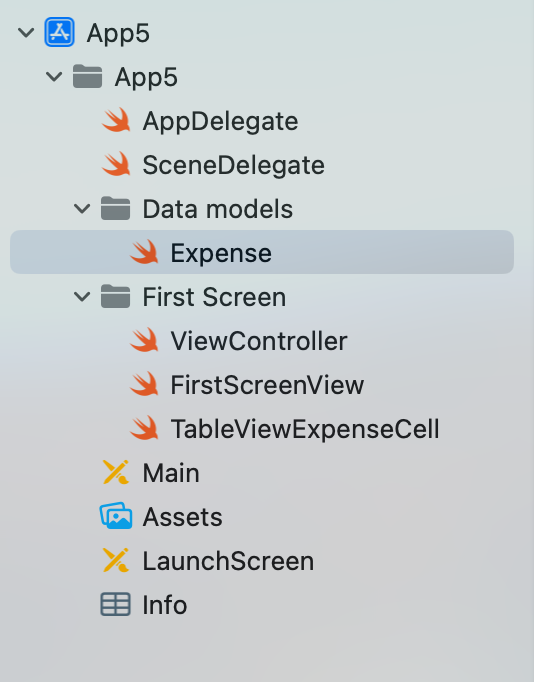 App5
App5
AppDelegate
SceneDelegate
Data models
Expense
First Screen
ViewController
FirstScreenView
TableViewExpenseCell
Main
Assets
LaunchScreen
Info